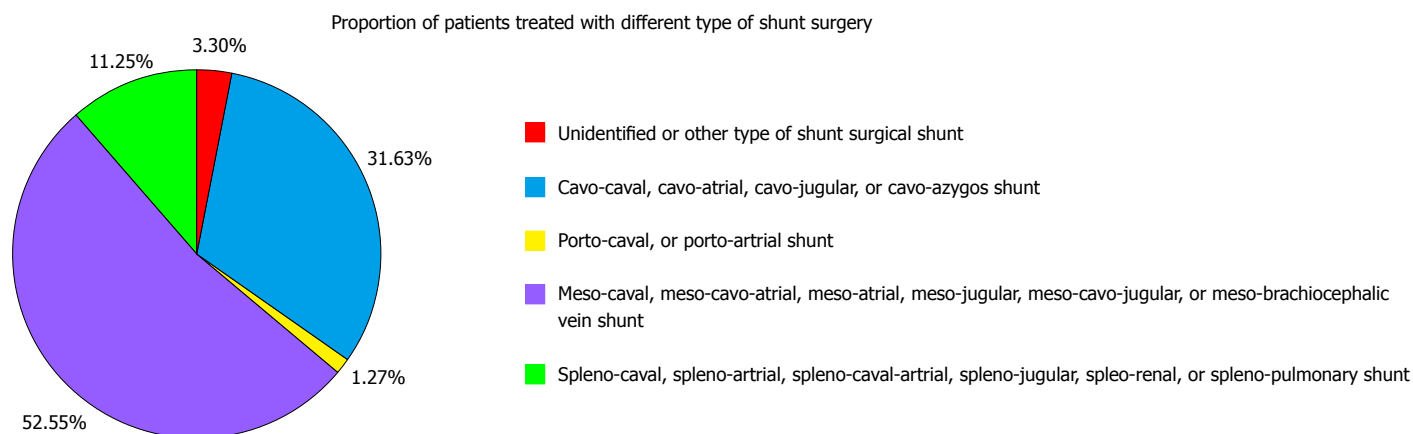 Proportion of patients treated with different type of shunt surgery
3.30%
11.25%
31.63%
1.27%
52.55%
Unidentified or other type of shunt surgical shunt
Cavo-caval, cavo-atrial, cavo-jugular, or cavo-azygos shunt
Porto-caval, or porto-artrial shunt
Meso-caval, meso-cavo-atrial, meso-atrial, meso-jugular, meso-cavo-jugular, or meso-brachiocephalic
vein shunt
Spleno-caval, spleno-artrial, spleno-caval-artrial, spleno-jugular, spleo-renal, or spleno-pulmonary shunt